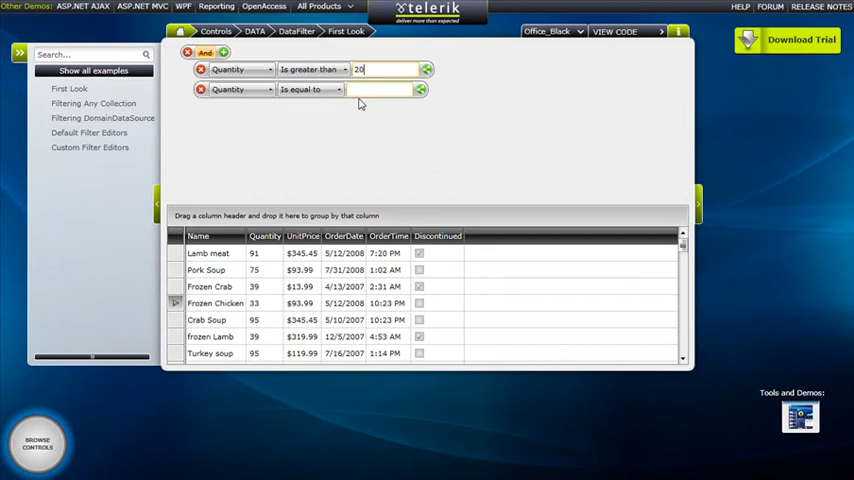 Other Demos: ASP.NET AJAX ASP.NET MVC WPF Reporting OpenAccess All Products
telerik
deliver more than expected
HELP FORUM RELEASE NOTES
Controls DATA DataFilter First Look
Office_Black VIEW CODE i
Download Trial
Search...
Show all examples
First Look
Filtering Any Collection
Filtering DomainDataSource
Default Filter Editors
Custom Filter Editors
And
Quantity Is greater than 20
Quantity Is equal to
Drag a column header and drop it here to group by that column
Name Quantity UnitPrice OrderDate OrderTime Discontinued
Lamb meat 91 $345.45 5/12/2008 7:20 PM
Pork Soup 75 $93.99 7/31/2008 1:02 AM
Frozen Crab 39 $13.99 4/13/2007 2:31 AM
Frozen Chicken 33 $93.99 5/12/2008 10:23 PM
Crab Soup 95 $345.45 5/10/2007 10:23 PM
frozen Lamb 39 $319.99 12/5/2007 4:53 AM
Turkey soup 95 $119.99 7/16/2007 1:14 PM
Tools and Demos:
BROWSE
CONTROLS